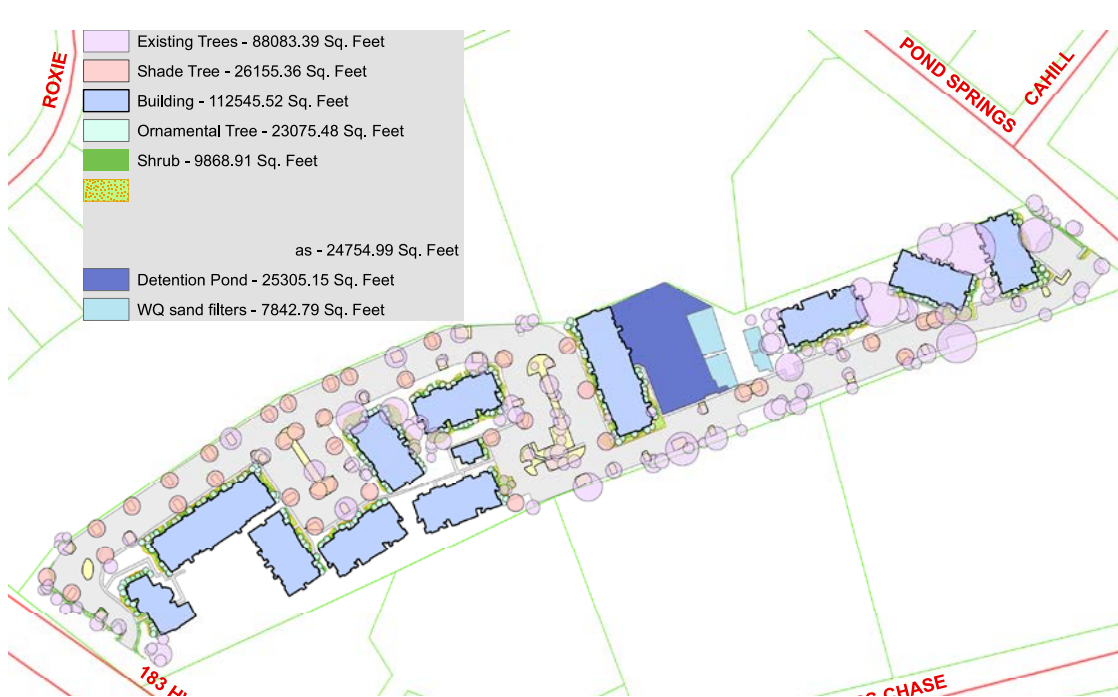 Existing Trees - 88083.39 Sq. Feet
Shade Tree - 26155.36 Sq. Feet
Building - 112545.52 Sq. Feet
Ornamental Tree - 23075.48 Sq. Feet
Shrub - 9868.91 Sq. Feet
as - 24754.99 Sq. Feet
Detention Pond - 25305.15 Sq. Feet
WQ sand filters - 7842.79 Sq. Feet
ROXIE
POND SPRINGS
CAHILL
183
CHASE